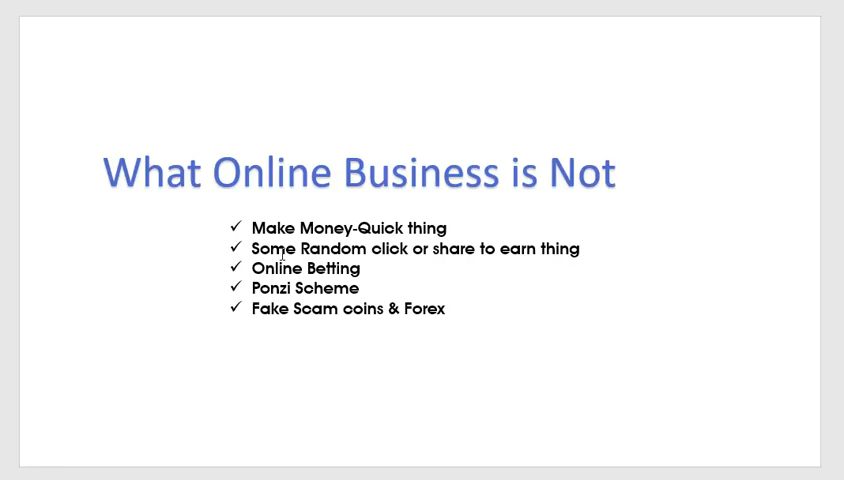 What Online Business is Not
✓ Make Money-Quick thing
✓ Some Random click or share to earn thing
✓ Online Betting
✓ Ponzi Scheme
✓ Fake Scam coins & Forex